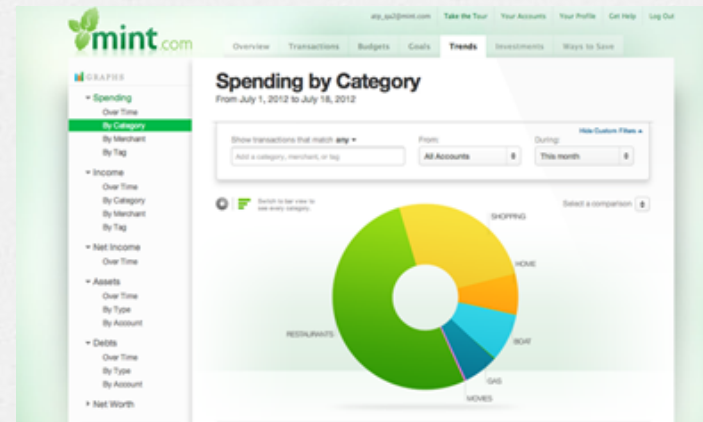 mint.com
arp_qa2@mint.com Take the Tour Your Accounts Your Profile Get Help Log Out
Overview Transactions Budgets Goals Trends Investments Ways to Save
GRAPHS
Spending
Over Time
By Category
By Merchant
By Tag
Income
Over Time
By Category
By Merchant
By Tag
Net Income
Over Time
Assets
Over Time
By Type
By Account
Debts
Over Time
By Type
By Account
Net Worth
Spending by Category
From July 1, 2012 to July 18, 2012
Hide Custom Filters
Show transactions that match any From: During:
Add a category, merchant, or tag All Accounts This month
Switch to bar view to
see every category.
Select a comparison
SHOPPING
HOME
RESTAURANTS
BOAT
GAS
MOVIES